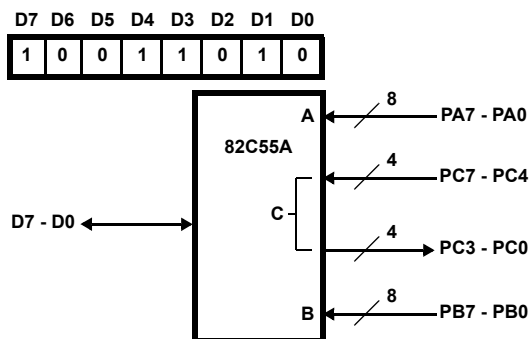 D7 D6 D5 D4 D3 D2 D1 D0
1 0 0 1 1 0 1 0
8
A PA7 - PA0
82C55A
4
PC7 - PC4
C
D7 - D0
4
PC3 - PC0
8
B PB7 - PB0